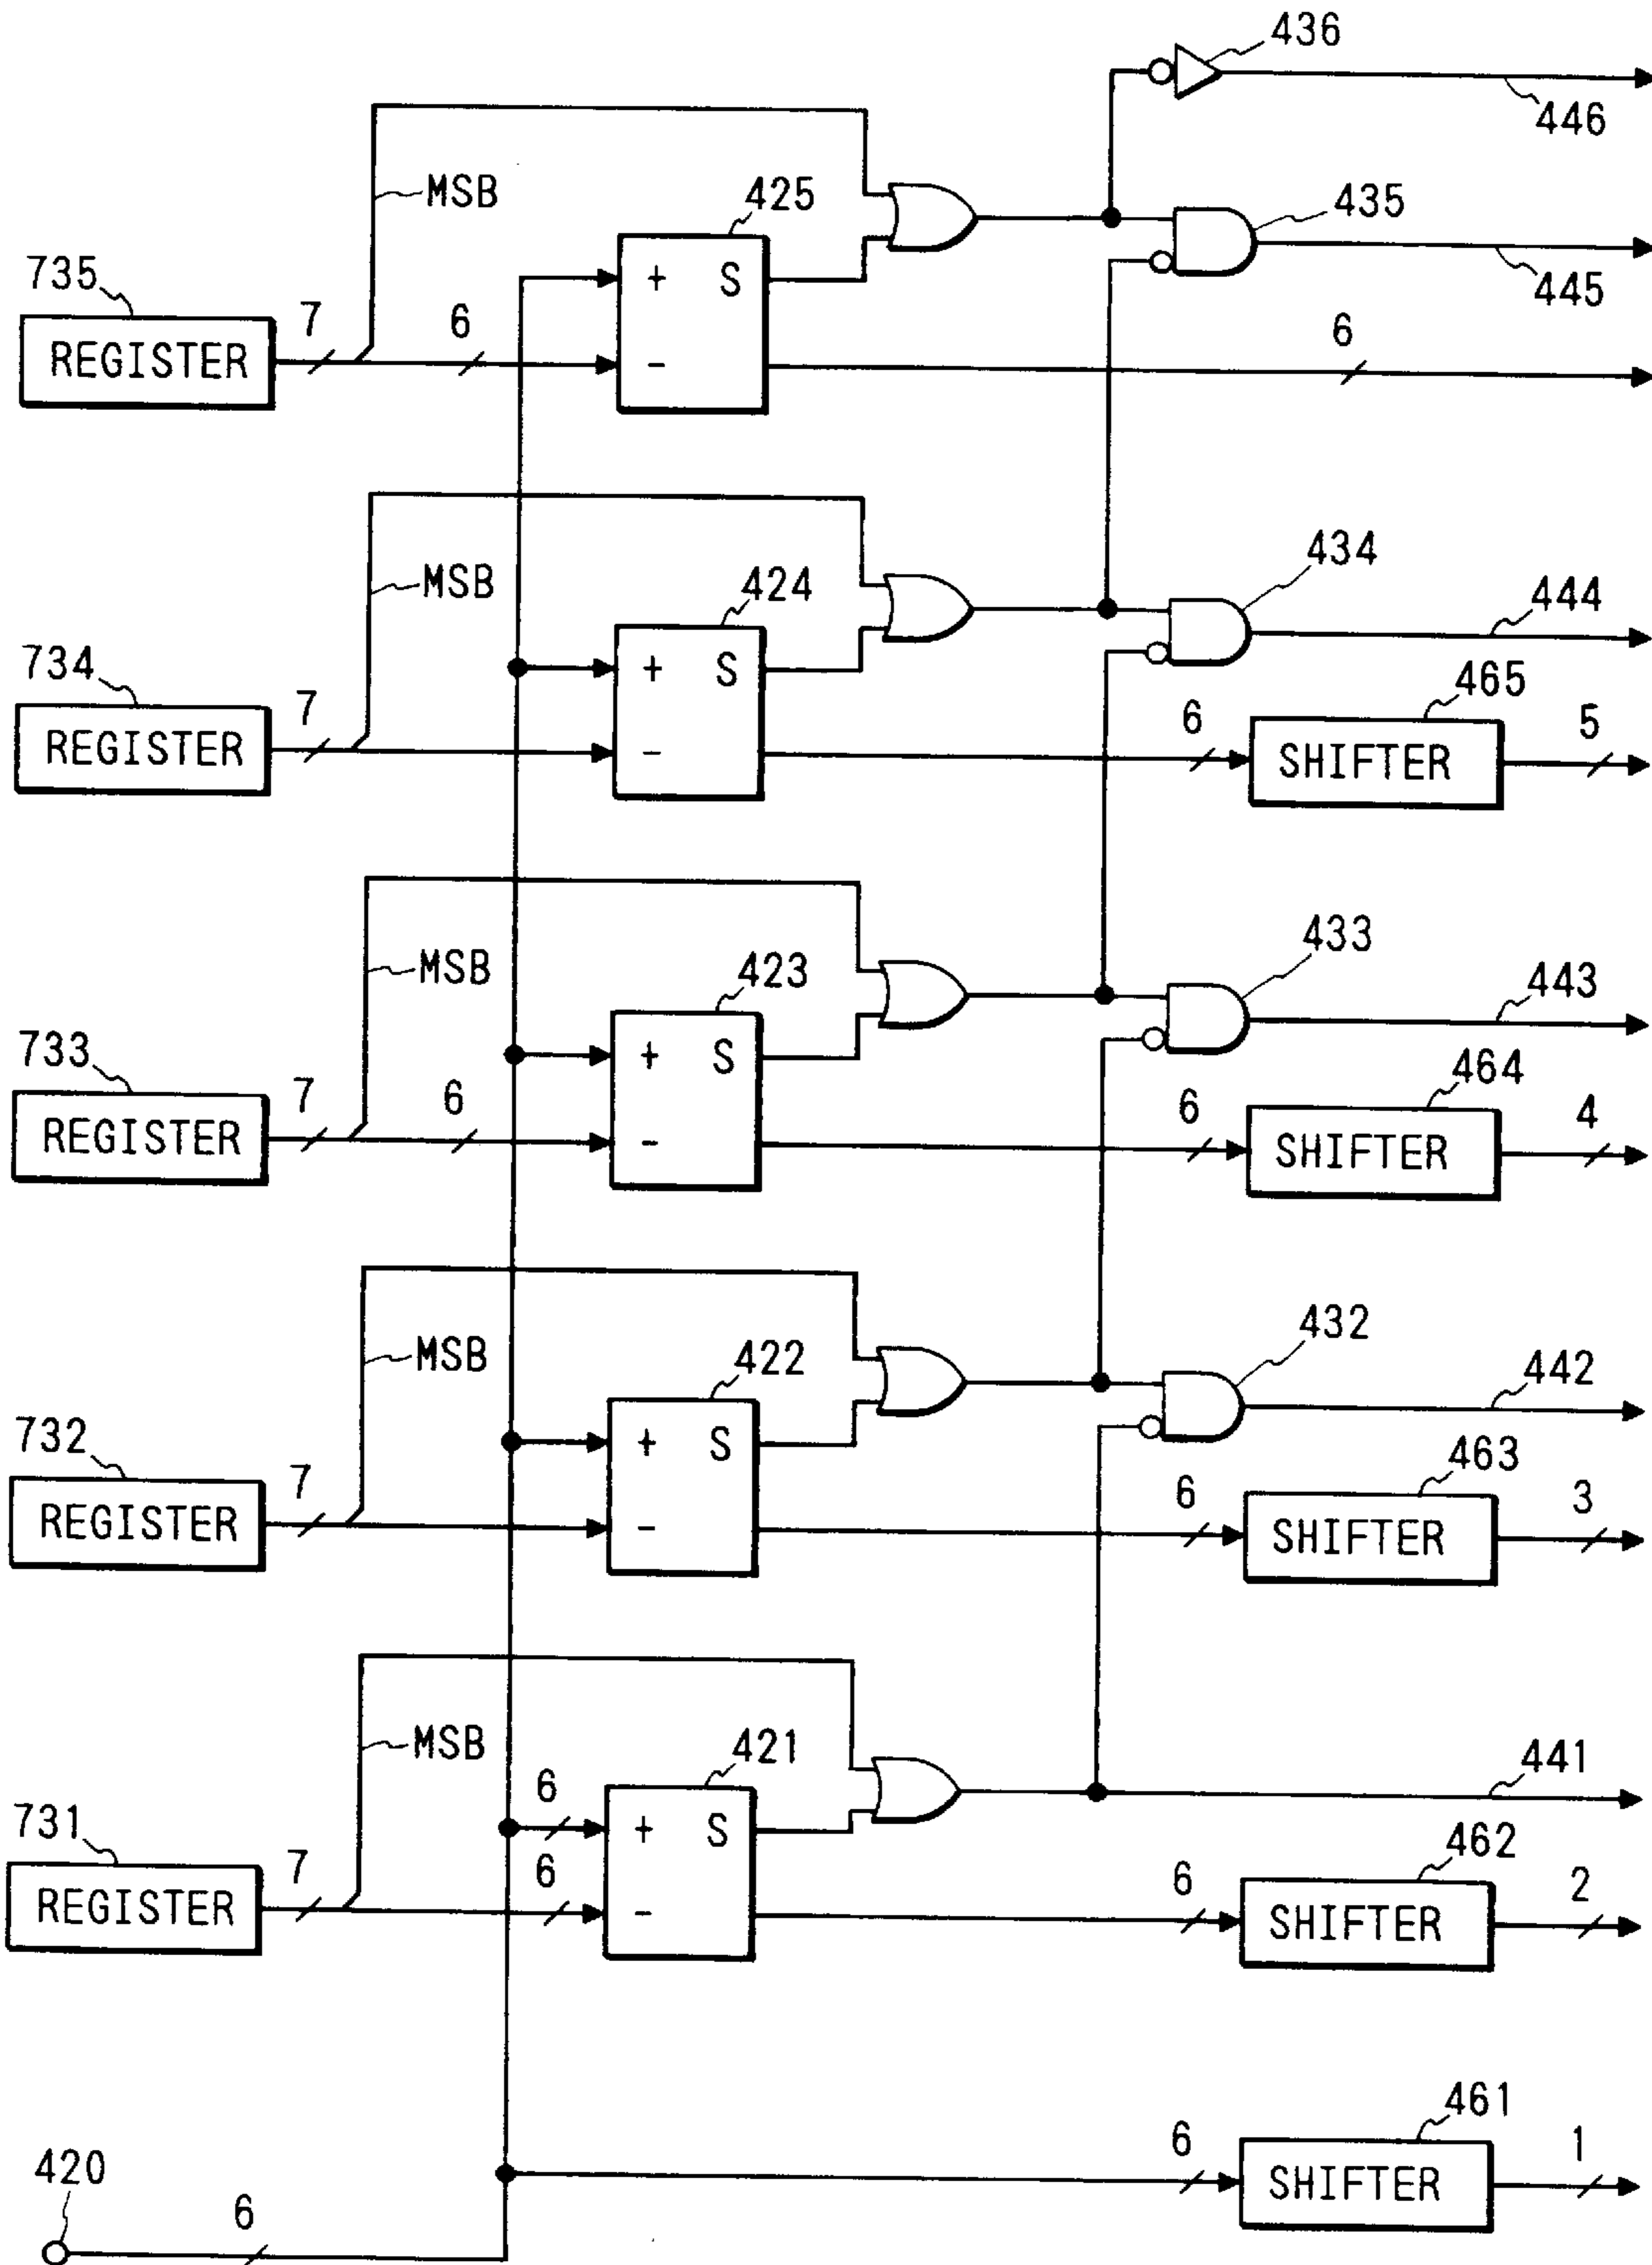 436
446
MSB
425
435
+ S
735
7
6
445
REGISTER
-
6
434
MSB
424
444
+ S
734
7
465
6
5
REGISTER
-
SHIFTER
433
MSB
423
443
+ S
733
7
6
464
6
4
REGISTER
-
SHIFTER
432
MSB
422
442
+ S
732
7
463
6
3
REGISTER
-
SHIFTER
MSB
421
441
6
+ S
731
7
6
462
6
2
REGISTER
-
SHIFTER
461
6
1
420
SHIFTER
6